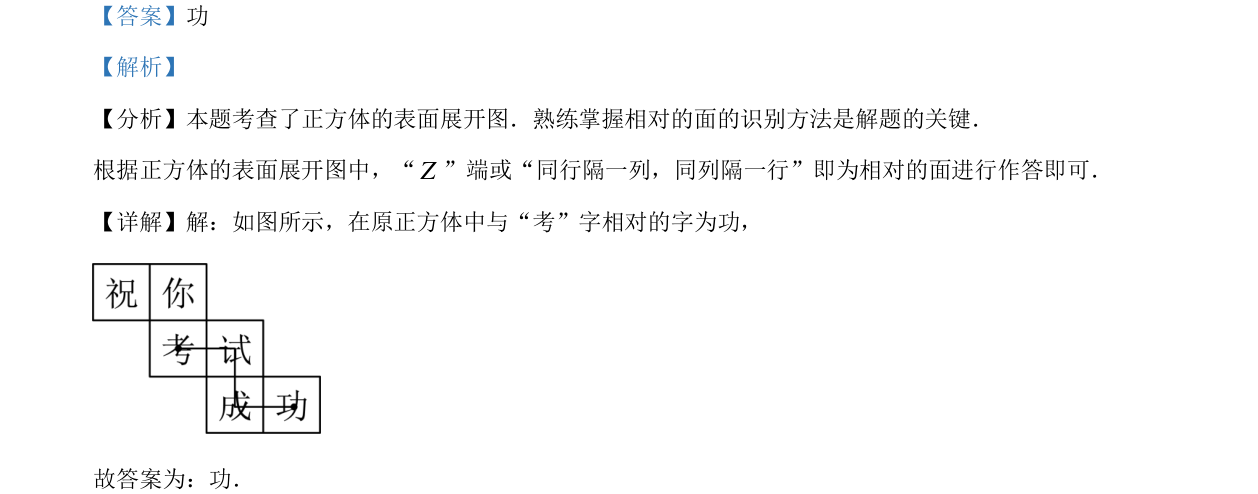 【答案】功
【解析】
【分析】本题考查了正方体的表面展开图．熟练掌握相对的面的识别方法是解题的关键．
根据正方体的表面展开图中，“Z”端或“同行隔一列，同列隔一行”即为相对的面进行作答即可．
【详解】解：如图所示，在原正方体中与“考”字相对的字为功，
祝 你
考 试
成 功
故答案为：功．